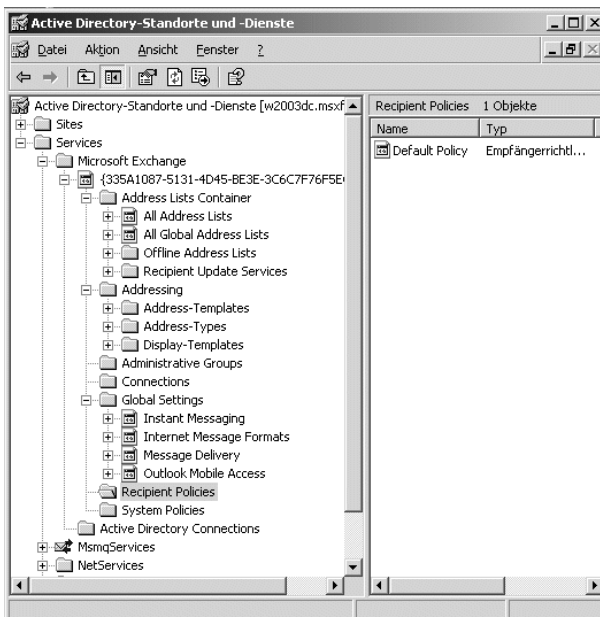 Active Directory-Standorte und -Dienste
Datei Aktion Ansicht Fenster ?
Active Directory-Standorte und -Dienste [w2003dc.msxf
Sites
Services
Microsoft Exchange
{335A1087-5131-4D45-BE3E-3C6C7F76F5E
Address Lists Container
All Address Lists
All Global Address Lists
Offline Address Lists
Recipient Update Services
Addressing
Address-Templates
Address-Types
Display-Templates
Administrative Groups
Connections
Global Settings
Instant Messaging
Internet Message Formats
Message Delivery
Outlook Mobile Access
Recipient Policies
System Policies
Active Directory Connections
MsmqServices
NetServices
Recipient Policies 1 Objekte
Name Typ
Default Policy Empfängerrichtl...